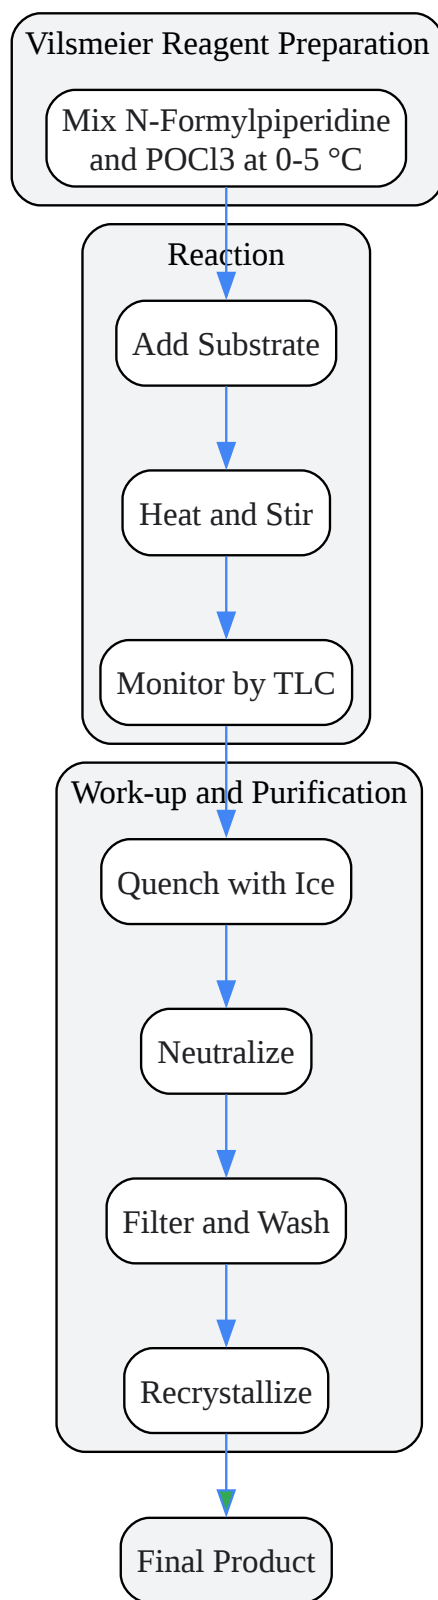 Vilsmeier Reagent Preparation
Mix N-Formylpiperidine
and POCl3 at 0-5 °C
Reaction
Add Substrate
Heat and Stir
Monitor by TLC
Work-up and Purification
Quench with Ice
Neutralize
Filter and Wash
Recrystallize
Final Product